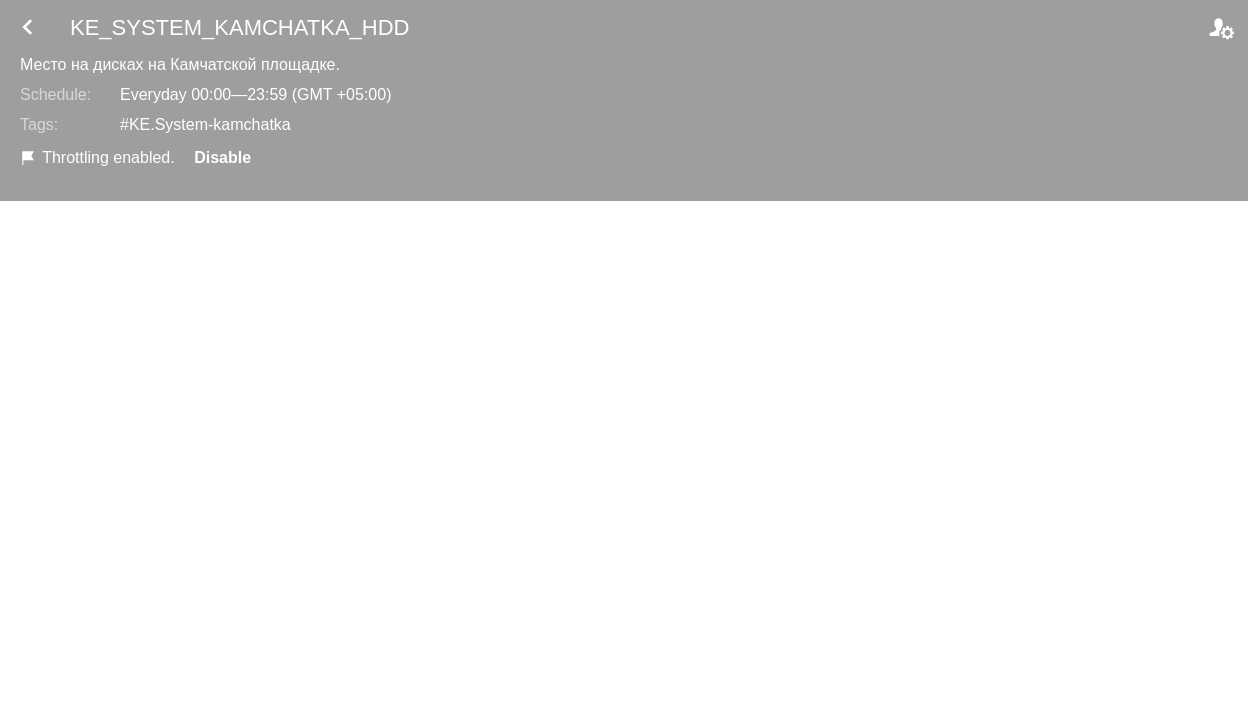 KE_SYSTEM_KAMCHATKA_HDD
Место на дисках на Камчатской площадке.
Schedule: Everyday 00:00—23:59 (GMT +05:00)
Tags: #KE.System-kamchatka
Throttling enabled. Disable